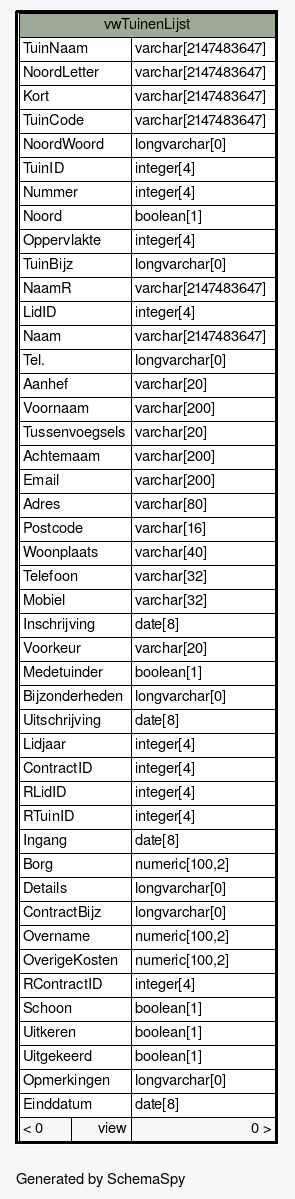 vwTuinenLijst
TuinNaam varchar[2147483647]
NoordLetter varchar[2147483647]
Kort varchar[2147483647]
TuinCode varchar[2147483647]
NoordWoord longvarchar[0]
TuinID integer[4]
Nummer integer[4]
Noord boolean[1]
Oppervlakte integer[4]
TuinBijz longvarchar[0]
NaamR varchar[2147483647]
LidID integer[4]
Naam varchar[2147483647]
Tel. longvarchar[0]
Aanhef varchar[20]
Voornaam varchar[200]
Tussenvoegsels varchar[20]
Achternaam varchar[200]
Email varchar[200]
Adres varchar[80]
Postcode varchar[16]
Woonplaats varchar[40]
Telefoon varchar[32]
Mobiel varchar[32]
Inschrijving date[8]
Voorkeur varchar[20]
Medetuinder boolean[1]
Bijzonderheden longvarchar[0]
Uitschrijving date[8]
Lidjaar integer[4]
ContractID integer[4]
RLidID integer[4]
RTuinID integer[4]
Ingang date[8]
Borg numeric[100,2]
Details longvarchar[0]
ContractBijz longvarchar[0]
Overname numeric[100,2]
OverigeKosten numeric[100,2]
RContractID integer[4]
Schoon boolean[1]
Uitkeren boolean[1]
Uitgekeerd boolean[1]
Opmerkingen longvarchar[0]
Einddatum date[8]
< 0 view 0 >
Generated by SchemaSpy